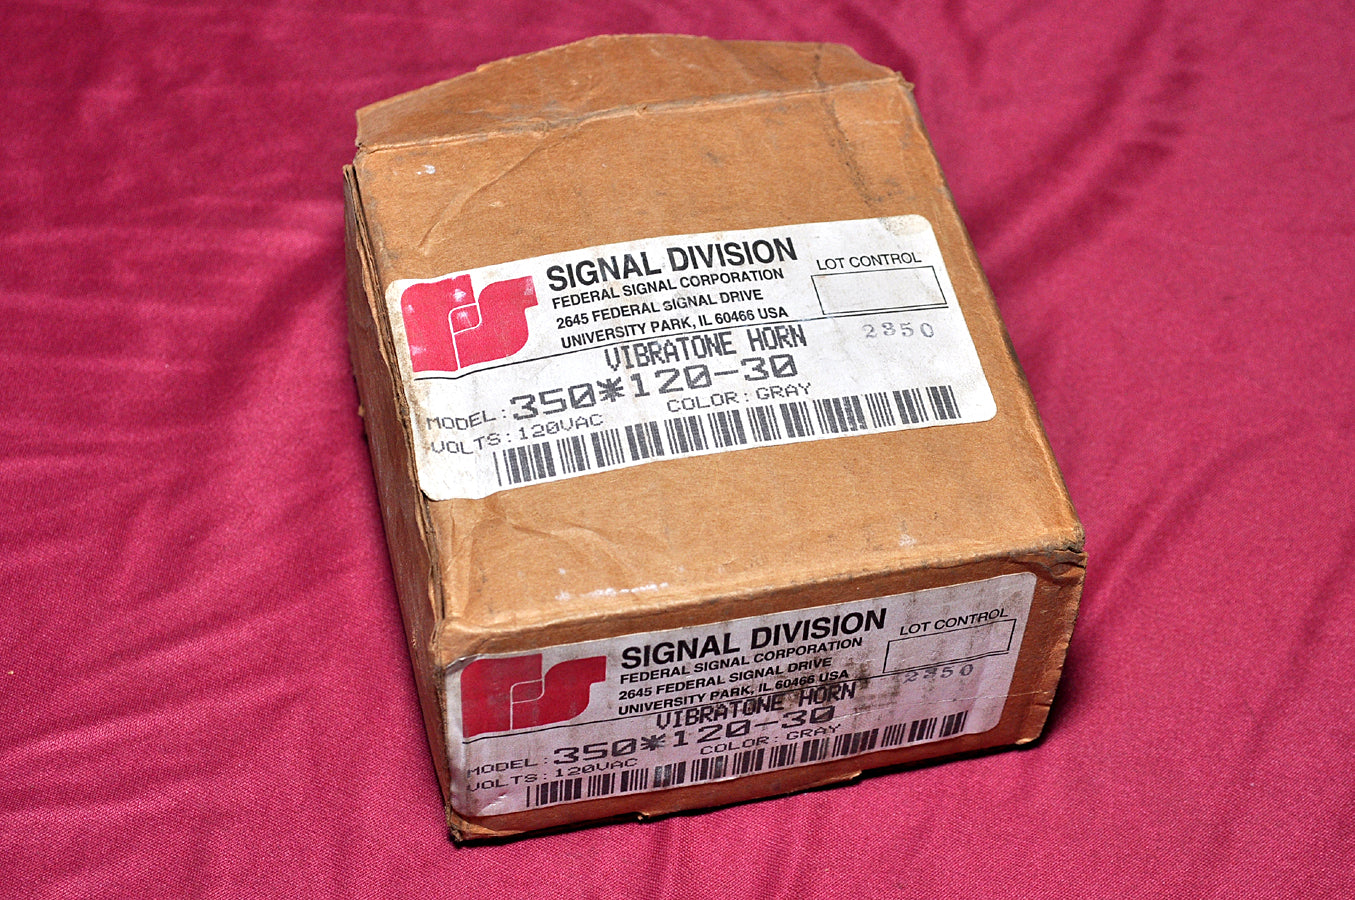 SIGNAL DIVISION
FEDERAL SIGNAL CORPORATION
2645 FEDERAL SIGNAL DRIVE
UNIVERSITY PARK, IL 60466 USA
LOT CONTROL
2350
VIBRATONE HORN
MODEL:350*120-30
VOLTS:120VAC COLOR:GRAY
SIGNAL DIVISION
FEDERAL SIGNAL CORPORATION
2645 FEDERAL SIGNAL DRIVE
UNIVERSITY PARK, IL 60466 USA
LOT CONTROL
2350
VIBRATONE HORN
MODEL:350*120-30
VOLTS:120VAC COLOR:GRAY